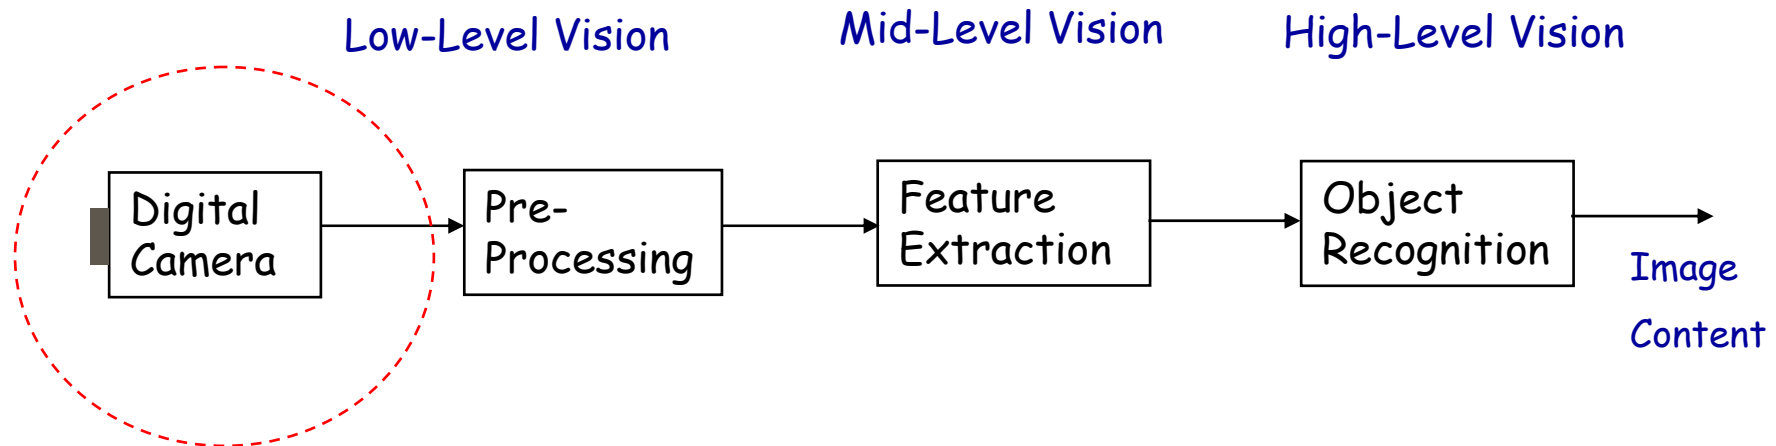 Low-Level Vision
Mid-Level Vision
High-Level Vision
Digital
Camera
Pre-
Processing
Feature
Extraction
Object
Recognition
Image
Content